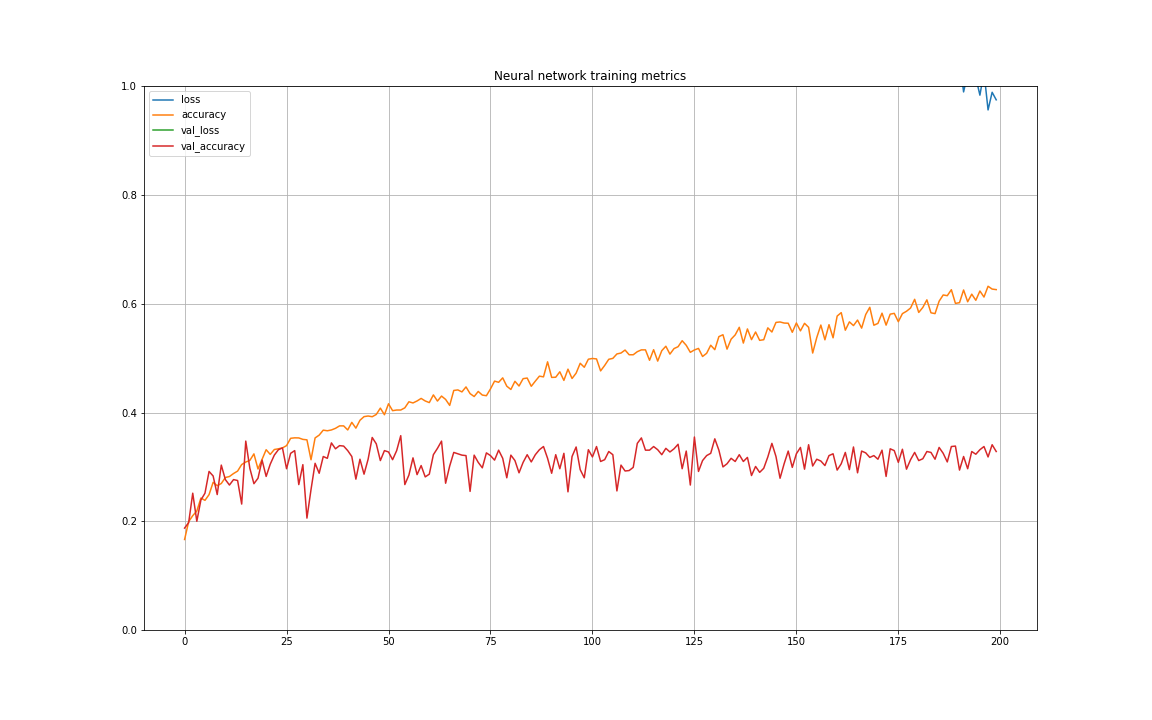 Neural network training metrics
1.0
loss
accuracy
val_loss
val_accuracy
0.8
0.6
0.4
0.2
0.0
0 25 50 75 100 125 150 175 200